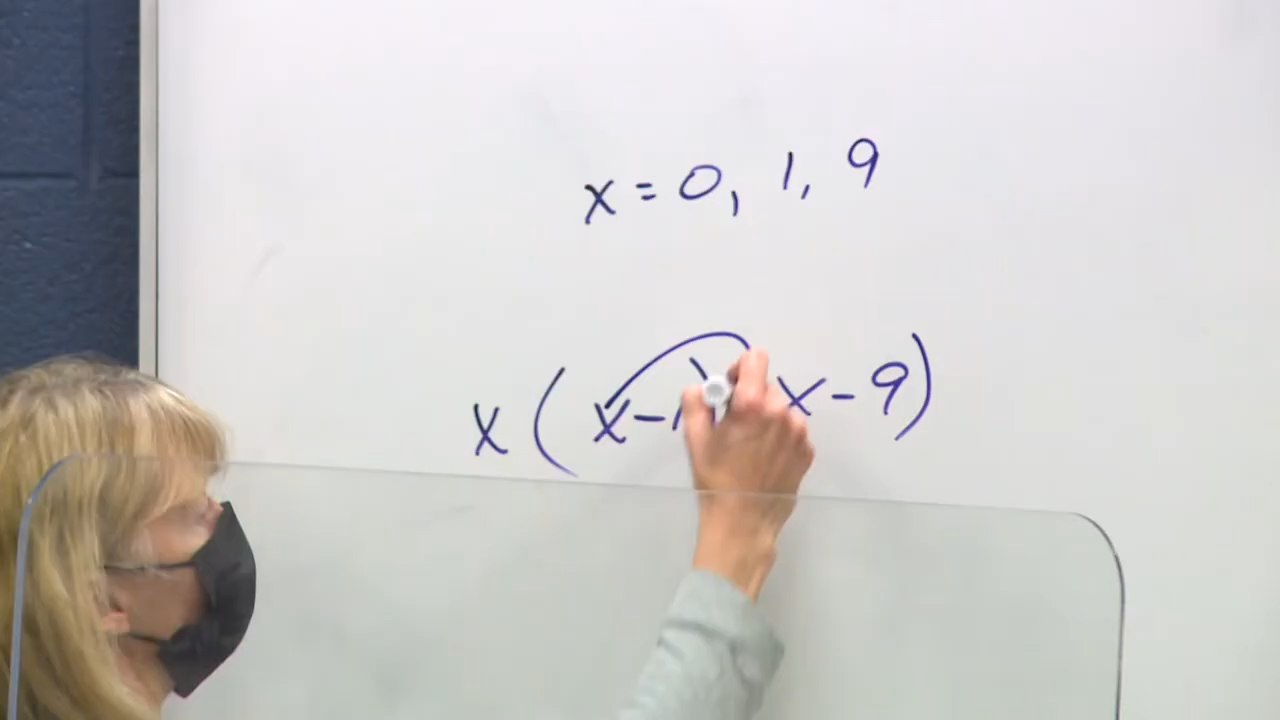 x = 0, 1, 9
x ( x - 1) x - 9 )